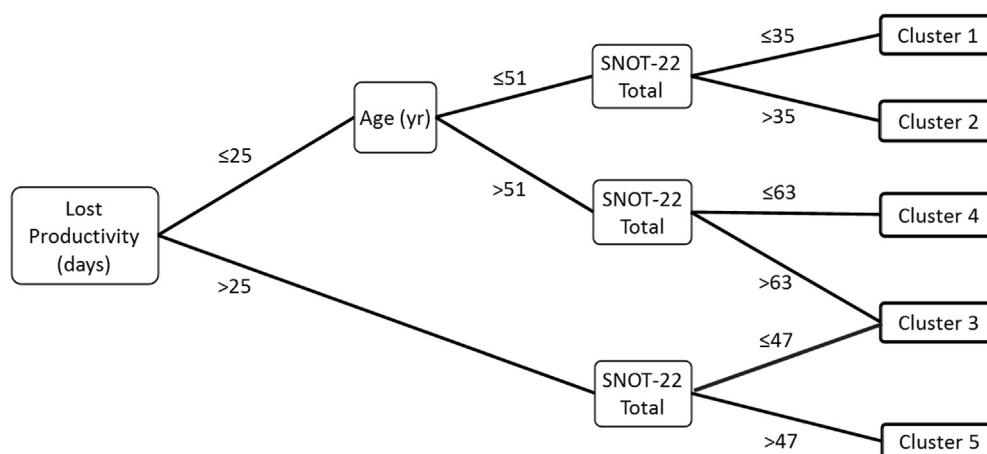 Lost
Productivity
(days)
≤25
>25
Age (yr)
≤51
>51
SNOT-22
Total
≤35
>35
SNOT-22
Total
≤63
>63
SNOT-22
Total
≤47
>47
Cluster 1
Cluster 2
Cluster 4
Cluster 3
Cluster 5